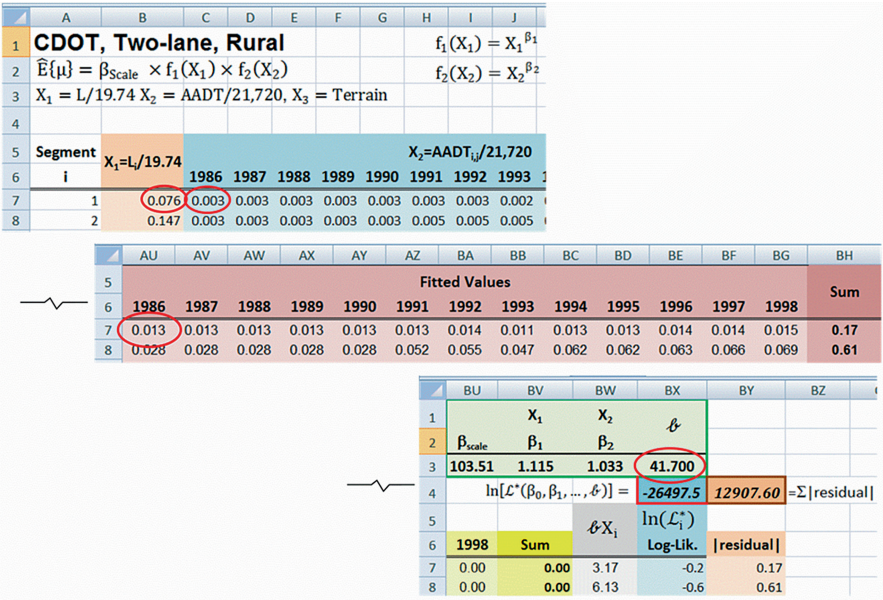 A B C D E F G H I J
1 CDOT, Two-lane, Rural f₁(X₁) = X₁^β₁
2 Ê{μ} = β_Scale × f₁(X₁) × f₂(X₂) f₂(X₂) = X₂^β₂
3 X₁ = L/19.74 X₂ = AADT/21,720, X₃ = Terrain
4
5 Segment X₁=Lᵢ/19.74 X₂=AADTᵢ,ⱼ/21,720
6 i 1986 1987 1988 1989 1990 1991 1992 1993 1
7 1 0.076 0.003 0.003 0.003 0.003 0.003 0.003 0.003 0.002
8 2 0.147 0.003 0.003 0.003 0.003 0.003 0.005 0.005 0.005
AU AV AW AX AY AZ BA BB BC BD BE BF BG BH
5 Fitted Values Sum
6 1986 1987 1988 1989 1990 1991 1992 1993 1994 1995 1996 1997 1998
7 0.013 0.013 0.013 0.013 0.013 0.013 0.014 0.011 0.013 0.013 0.014 0.014 0.015 0.17
8 0.028 0.028 0.028 0.028 0.028 0.052 0.055 0.047 0.062 0.062 0.063 0.066 0.069 0.61
BU BV BW BX BY BZ
1 X₁ X₂ 𝒷
2 β_scale β₁ β₂
3 103.51 1.115 1.033 41.700
4 ln[ℒ*(β₀,β₁,...,𝒷)] = -26497.5 12907.60 =Σ|residual|
5 𝒷Xᵢ ln(ℒᵢ*)
6 1998 Sum Log-Lik. |residual|
7 0.00 0.00 3.17 -0.2 0.17
8 0.00 0.00 6.13 -0.6 0.61